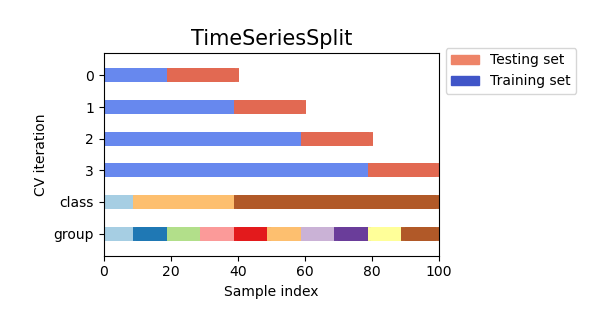 TimeSeriesSplit
Testing set
Training set
CV iteration
0
1
2
3
class
group
0 20 40 60 80 100
Sample index